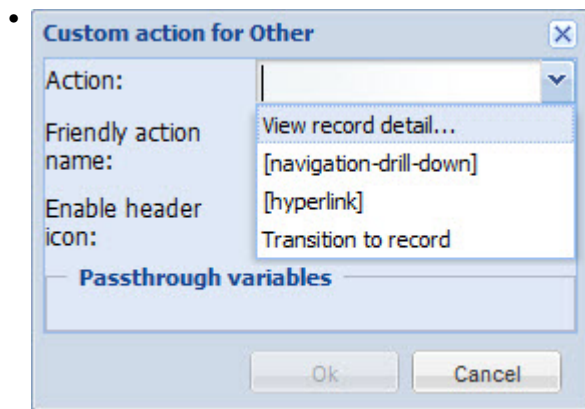 Custom action for Other
Action:
View record detail...
Friendly action
name:
[navigation-drill-down]
[hyperlink]
Enable header
icon:
Transition to record
Passthrough variables
Ok
Cancel